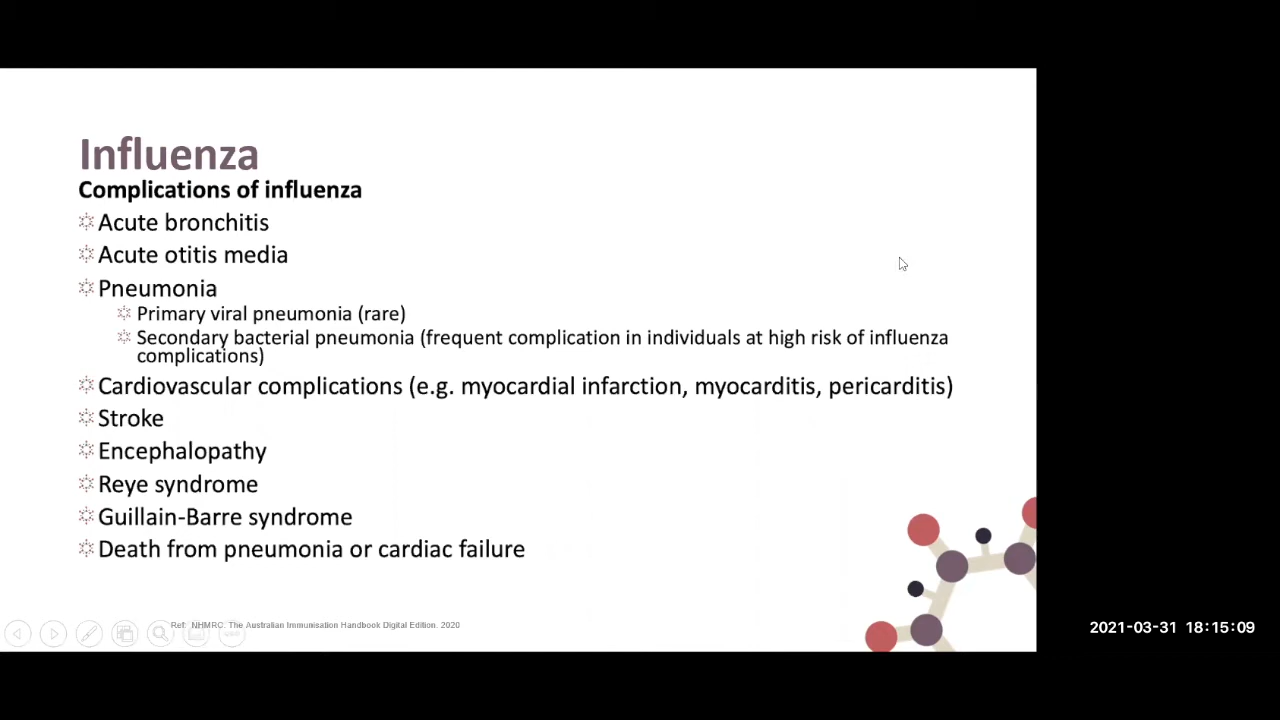 Influenza
Complications of influenza
Acute bronchitis
Acute otitis media
Pneumonia
Primary viral pneumonia (rare)
Secondary bacterial pneumonia (frequent complication in individuals at high risk of influenza
complications)
Cardiovascular complications (e.g. myocardial infarction, myocarditis, pericarditis)
Stroke
Encephalopathy
Reye syndrome
Guillain-Barre syndrome
Death from pneumonia or cardiac failure
Ref: NHMRC. The Australian Immunisation Handbook Digital Edition. 2020
2021-03-31 18:15:09